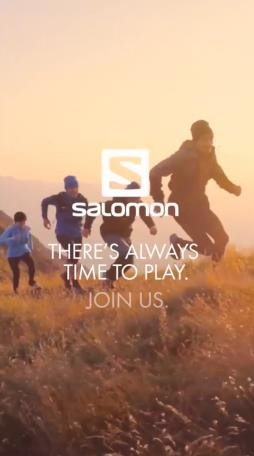 S
salomon
THERE'S ALWAYS
TIME TO PLAY.
JOIN US.